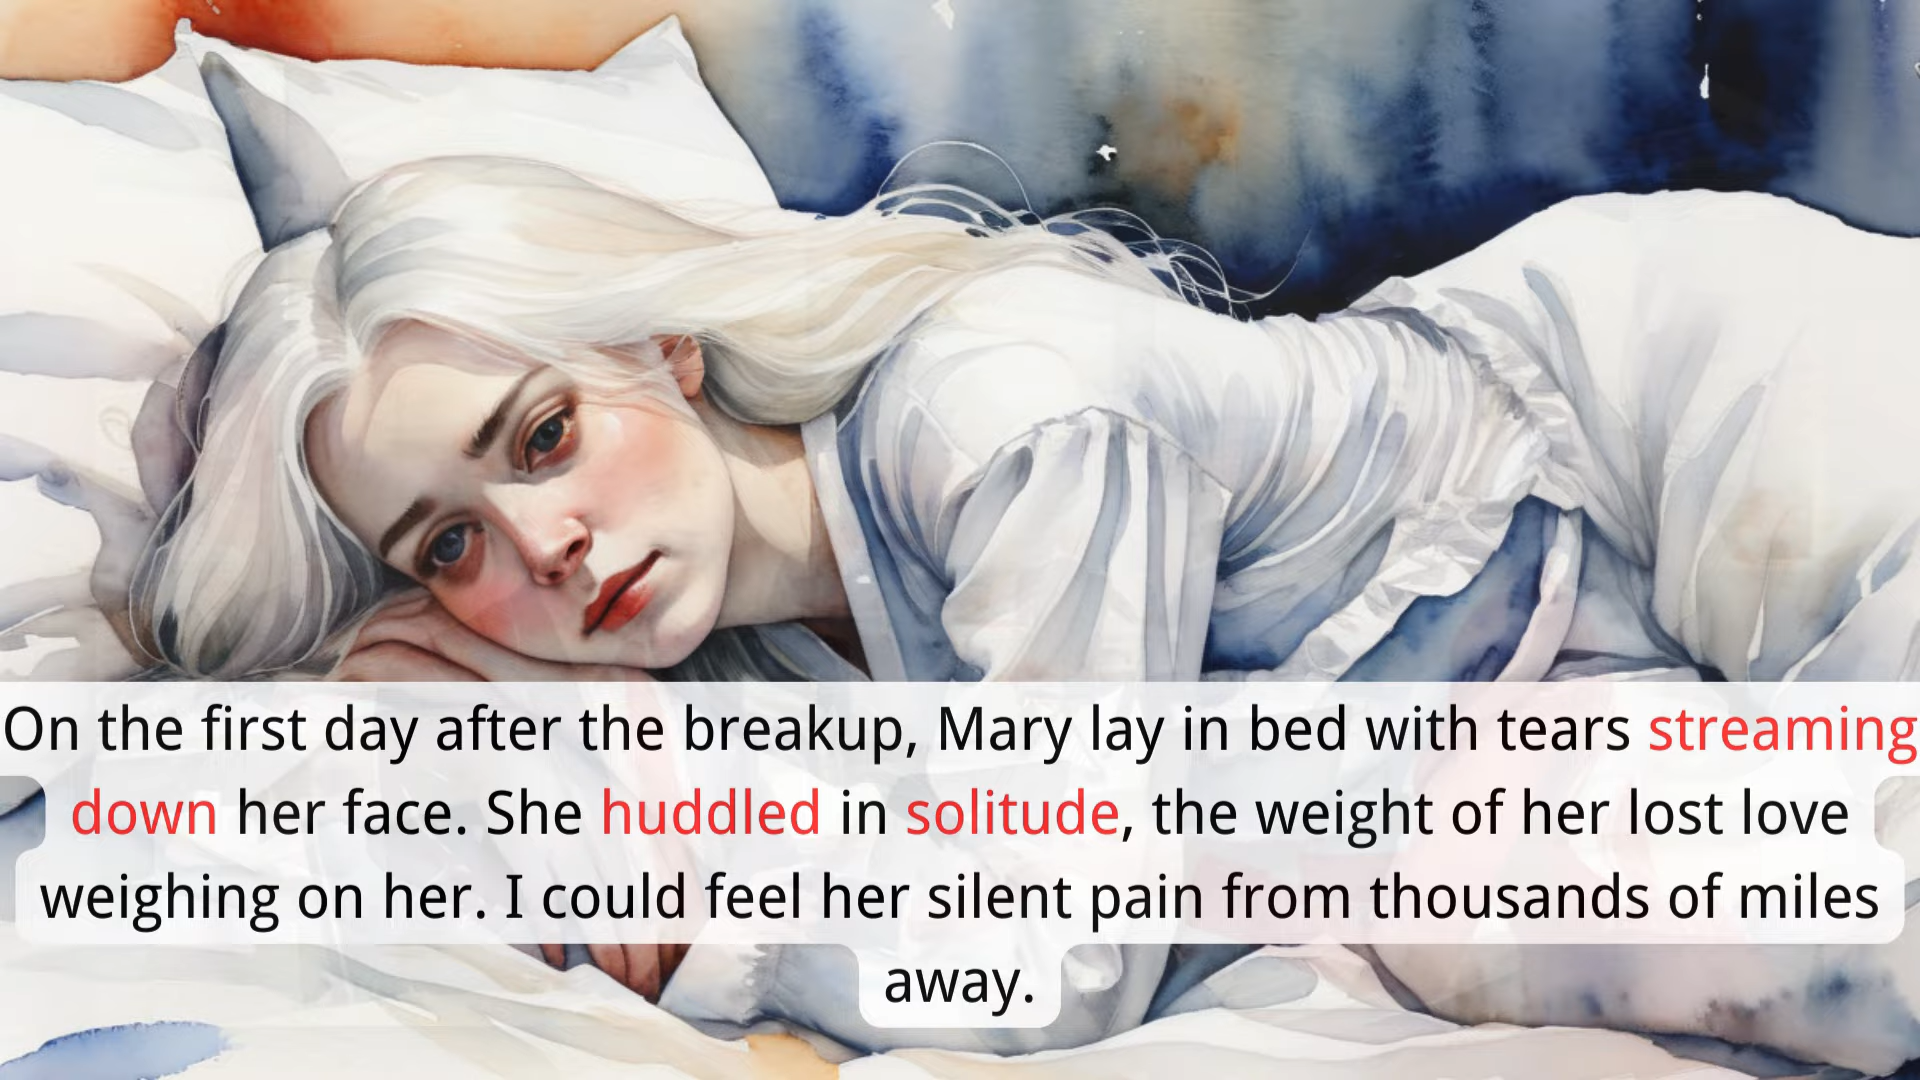 On the first day after the breakup, Mary lay in bed with tears streaming
down her face. She huddled in solitude, the weight of her lost love
weighing on her. I could feel her silent pain from thousands of miles
away.